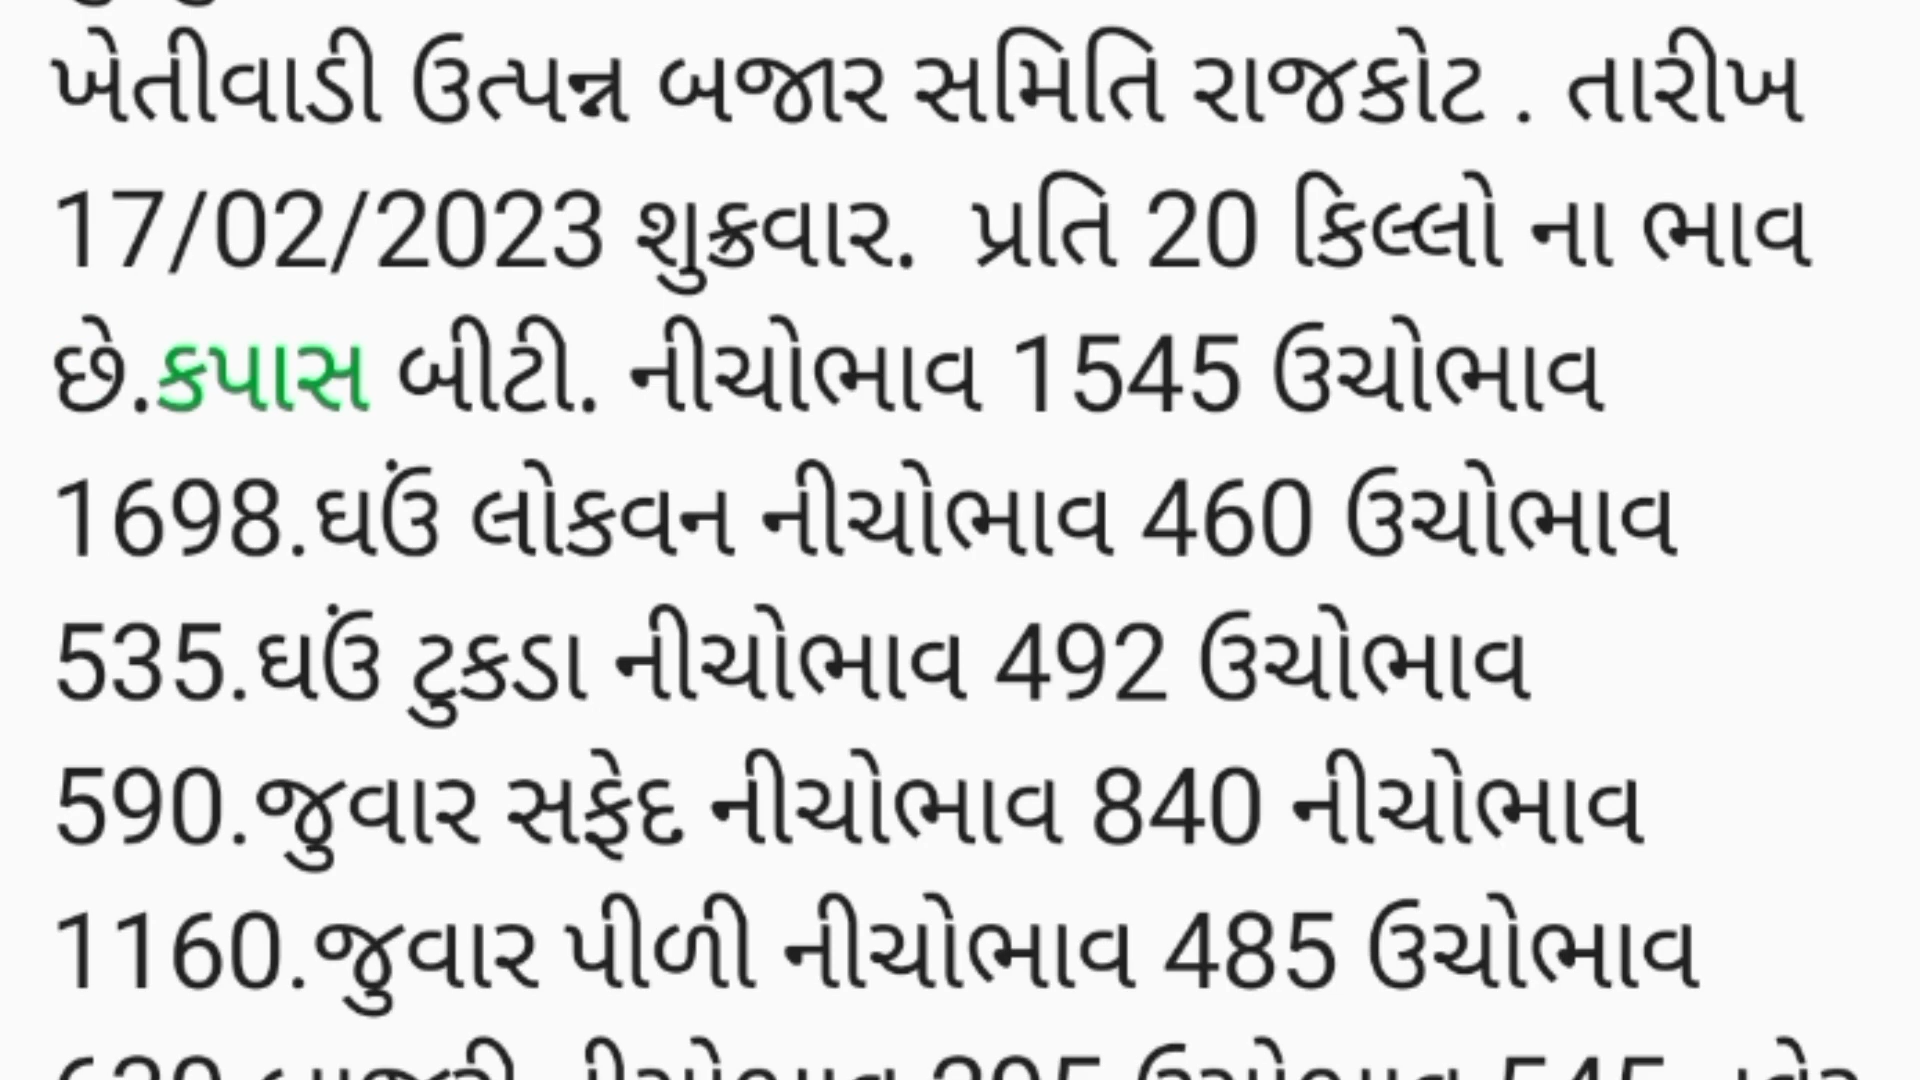 ખેતીવાડી ઉત્પન્ન બજાર સમિતિ રાજકોટ . તારીખ
17/02/2023 શુક્રવાર. પ્રતિ 20 કિલ્લો ના ભાવ
છે.કપાસ બીટી. નીચોભાવ 1545 ઉચોભાવ
1698.ઘઉં લોકવન નીચોભાવ 460 ઉચોભાવ
535.ઘઉં ટુકડા નીચોભાવ 492 ઉચોભાવ
590.જુવાર સફેદ નીચોભાવ 840 નીચોભાવ
1160.જુવાર પીળી નીચોભાવ 485 ઉચોભાવ